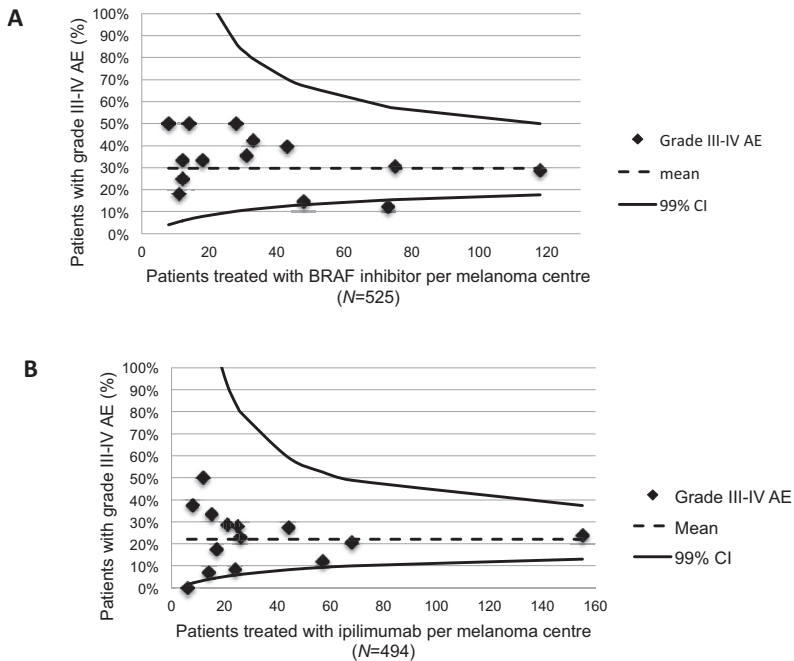 A
Patients with grade III-IV AE (%)
100%
90%
80%
70%
60%
50%
40%
30%
20%
10%
0%
0 20 40 60 80 100 120
Patients treated with BRAF inhibitor per melanoma centre
(N=525)
Grade III-IV AE
mean
99% CI
B
Patients with grade III-IV AE (%)
100%
90%
80%
70%
60%
50%
40%
30%
20%
10%
0%
0 20 40 60 80 100 120 140 160
Patients treated with ipilimumab per melanoma centre
(N=494)
Grade III-IV AE
Mean
99% CI